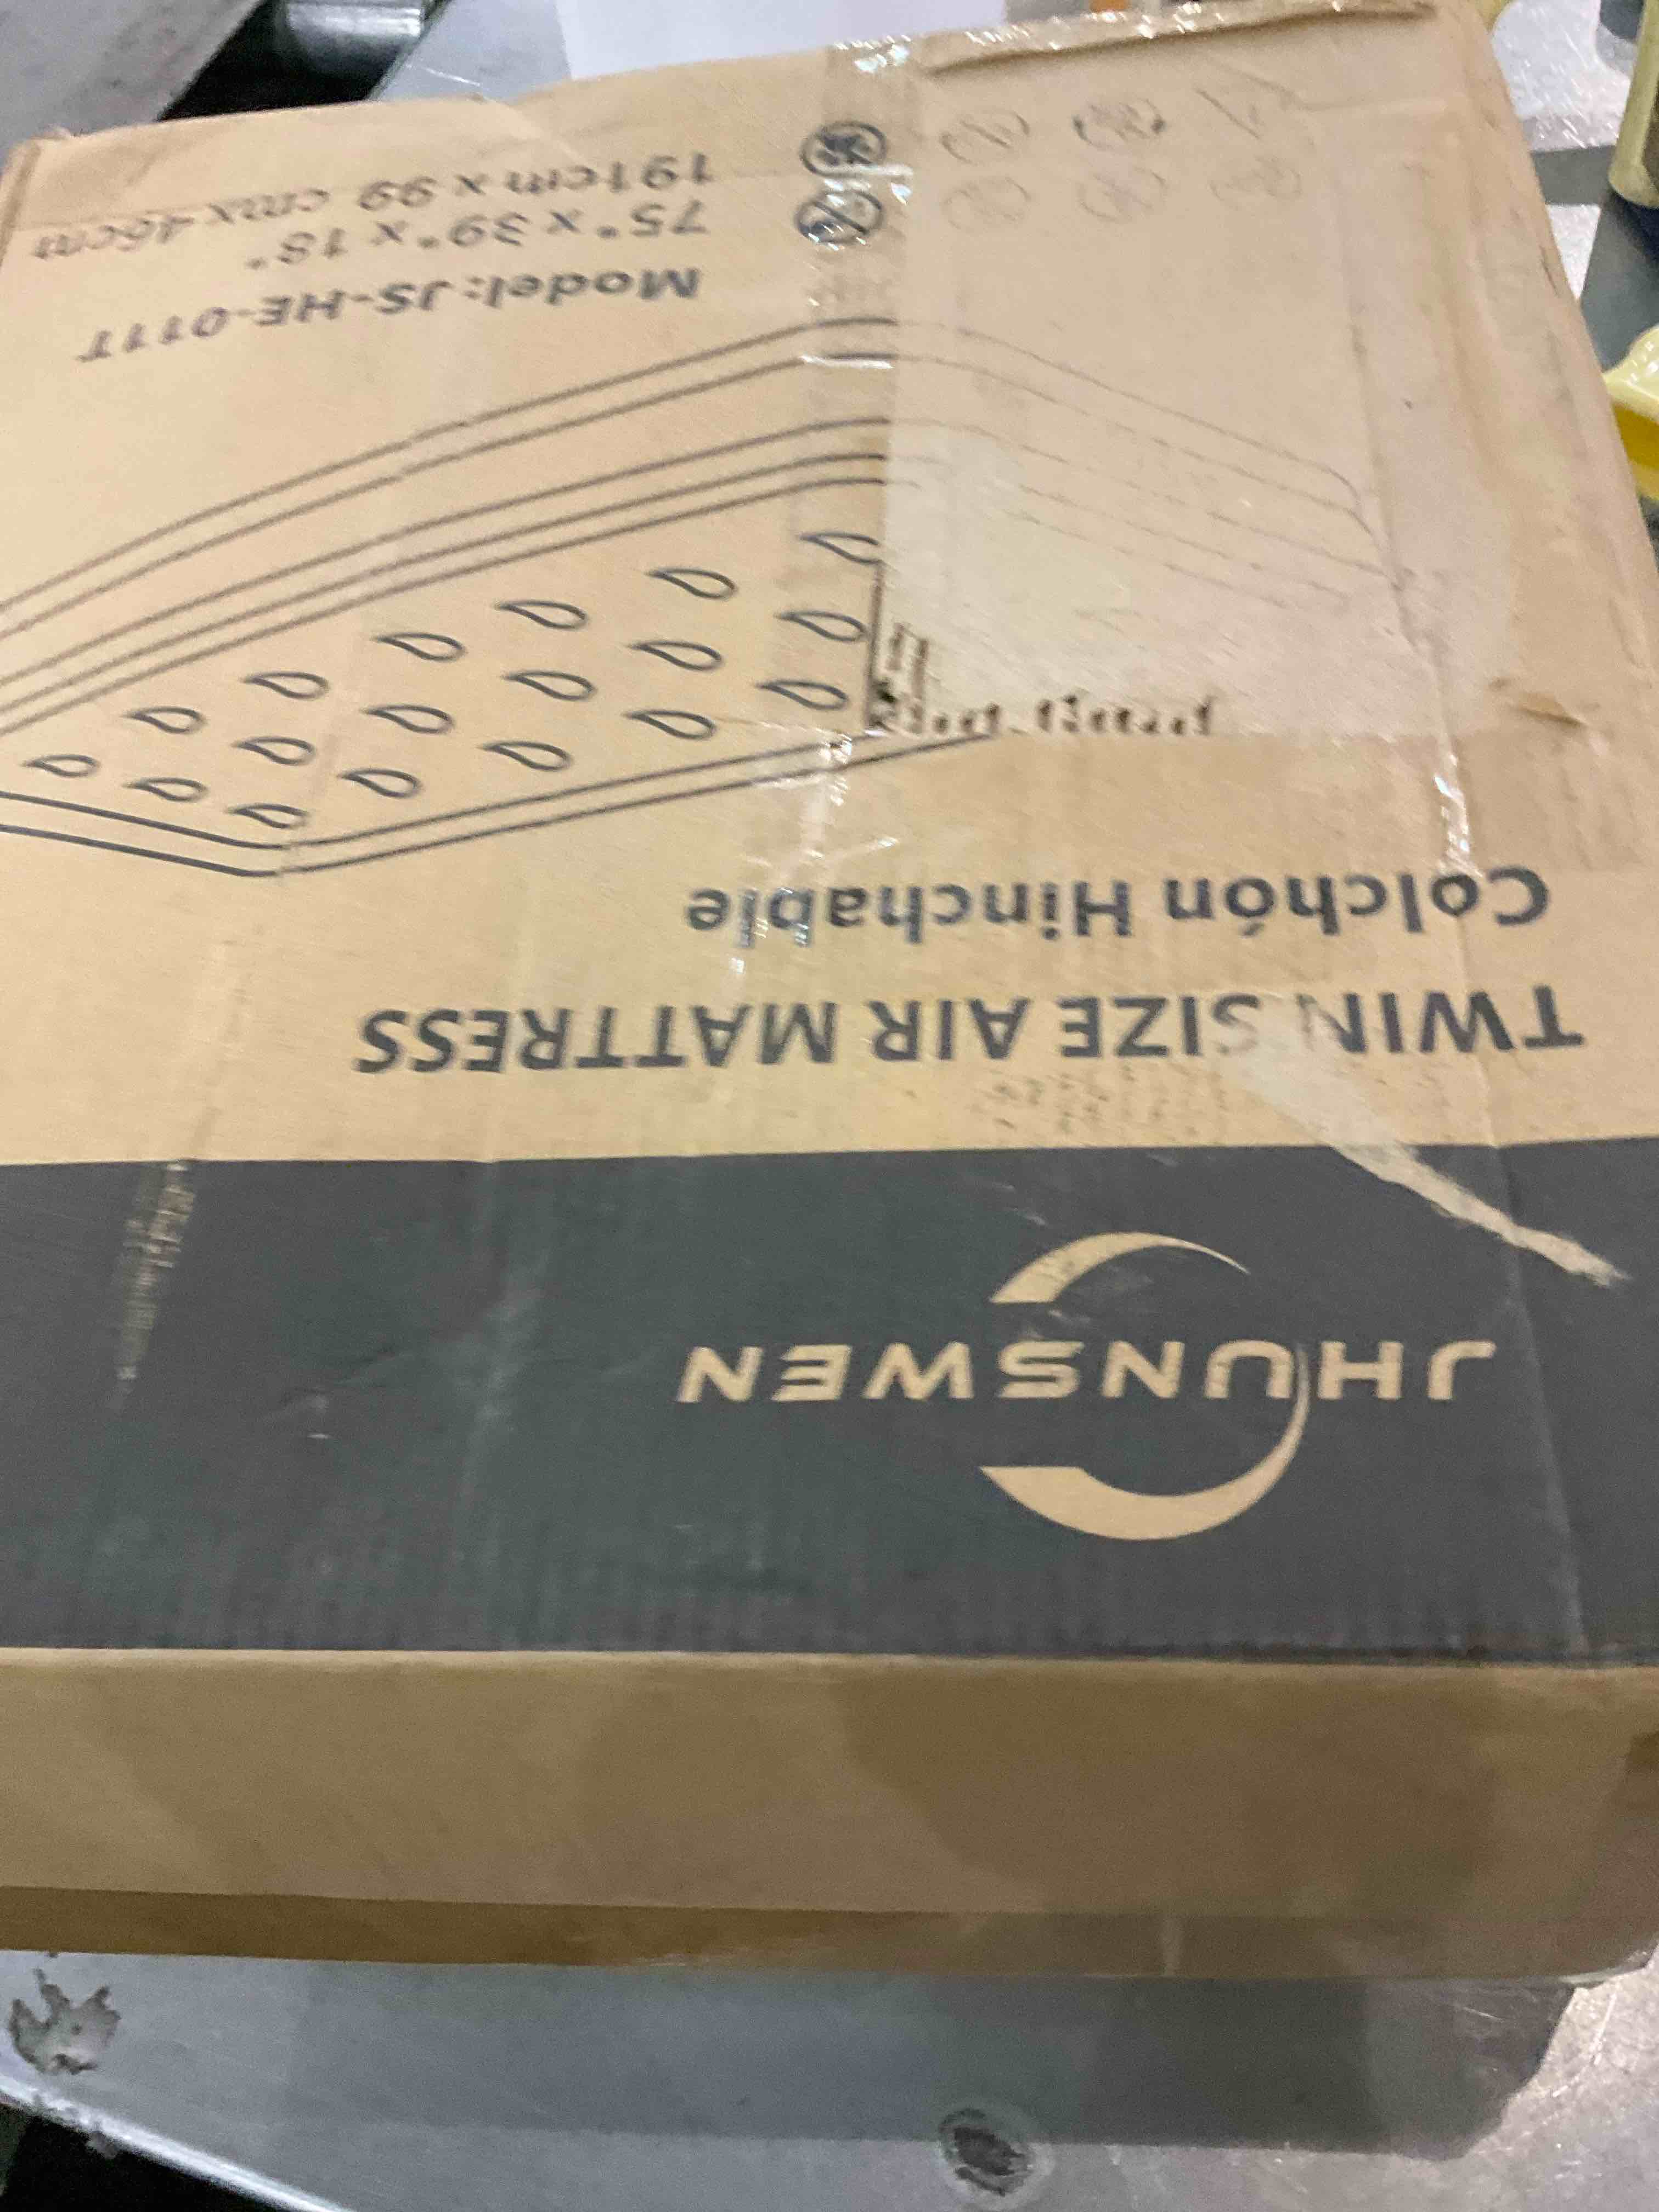 JHUNSWEN
TWIN SIZE AIR MATTRESS
Colchón Hinchable
Model: JS-HE-011T
75" x 39" x 18"
191cm x 99 cmx 46cm